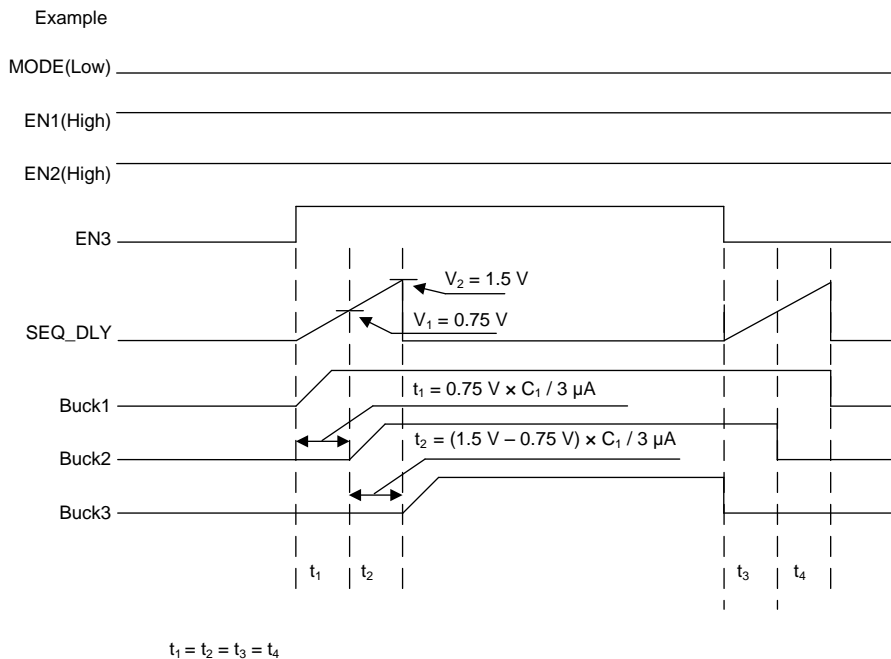 Example
MODE(Low)
EN1(High)
EN2(High)
EN3
V₂ = 1.5 V
V₁ = 0.75 V
SEQ_DLY
t₁ = 0.75 V × C₁ / 3 µA
Buck1
t₂ = (1.5 V – 0.75 V) × C₁ / 3 µA
Buck2
Buck3
t₁ t₂ t₃ t₄
t₁ = t₂ = t₃ = t₄